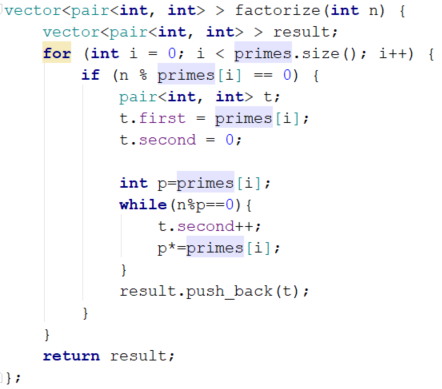 vector<pair<int, int> > factorize(int n) {
    vector<pair<int, int> > result;
    for (int i = 0; i < primes.size(); i++) {
        if (n % primes[i] == 0) {
            pair<int, int> t;
            t.first = primes[i];
            t.second = 0;

            int p=primes[i];
            while(n%p==0){
                t.second++;
                p*=primes[i];
            }
            result.push_back(t);
        }
    }
    return result;
};